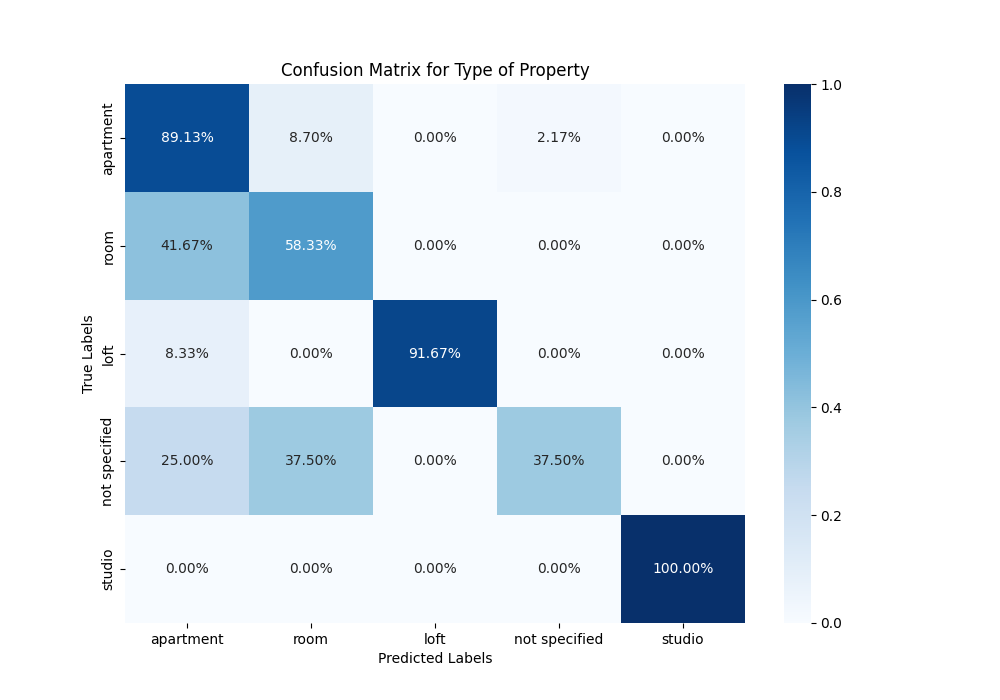 Confusion Matrix for Type of Property
True Labels
apartment
89.13% 8.70% 0.00% 2.17% 0.00%
room
41.67% 58.33% 0.00% 0.00% 0.00%
loft
8.33% 0.00% 91.67% 0.00% 0.00%
not specified
25.00% 37.50% 0.00% 37.50% 0.00%
studio
0.00% 0.00% 0.00% 0.00% 100.00%
apartment room loft not specified studio
Predicted Labels
1.0
0.8
0.6
0.4
0.2
0.0